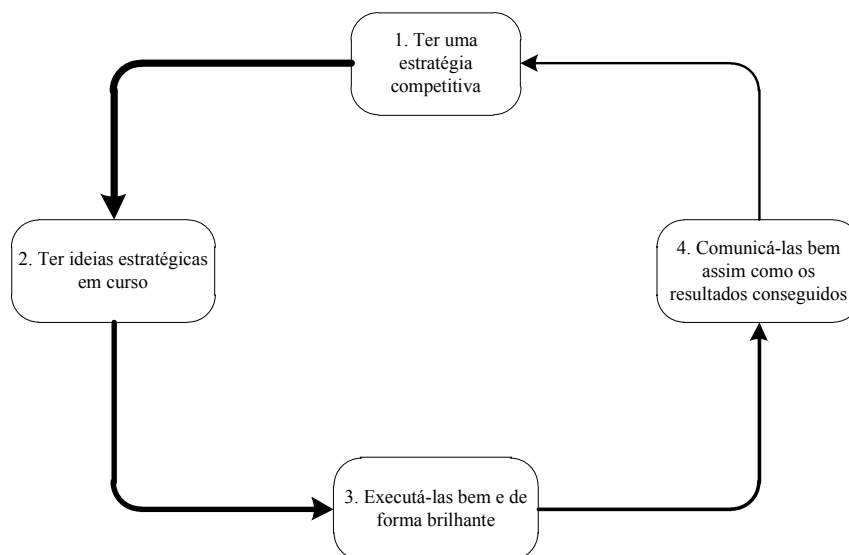 1. Ter uma
estratégia
competitiva
2. Ter ideias estratégicas
em curso
3. Executá-las bem e de
forma brilhante
4. Comunicá-las bem
assim como os
resultados conseguidos